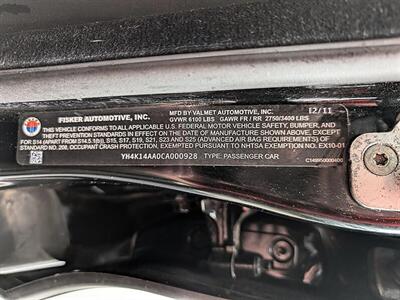 FISKER AUTOMOTIVE, INC. MFD BY VALMET AUTOMOTIVE, INC. 12/11
GVWR 6100 LBS GAWR FR / RR 2750/3400 LBS
THIS VEHICLE CONFORMS TO ALL APPLICABLE U.S. FEDERAL MOTOR VEHICLE SAFETY, BUMPER, AND
THEFT PREVENTION STANDARDS IN EFFECT ON THE DATE OF MANUFACTURE SHOWN ABOVE, EXCEPT
FOR S14 (APART FROM S14.5.1(b)), S15, S17, S19, S21, S23 AND S25 (ADVANCED AIR BAG REQUIREMENTS) OF
STANDARD NO. 208, OCCUPANT CRASH PROTECTION, EXEMPTED PURSUANT TO NHTSA EXEMPTION NO. EX10-01
YH4K14AA0CA000928 TYPE: PASSENGER CAR